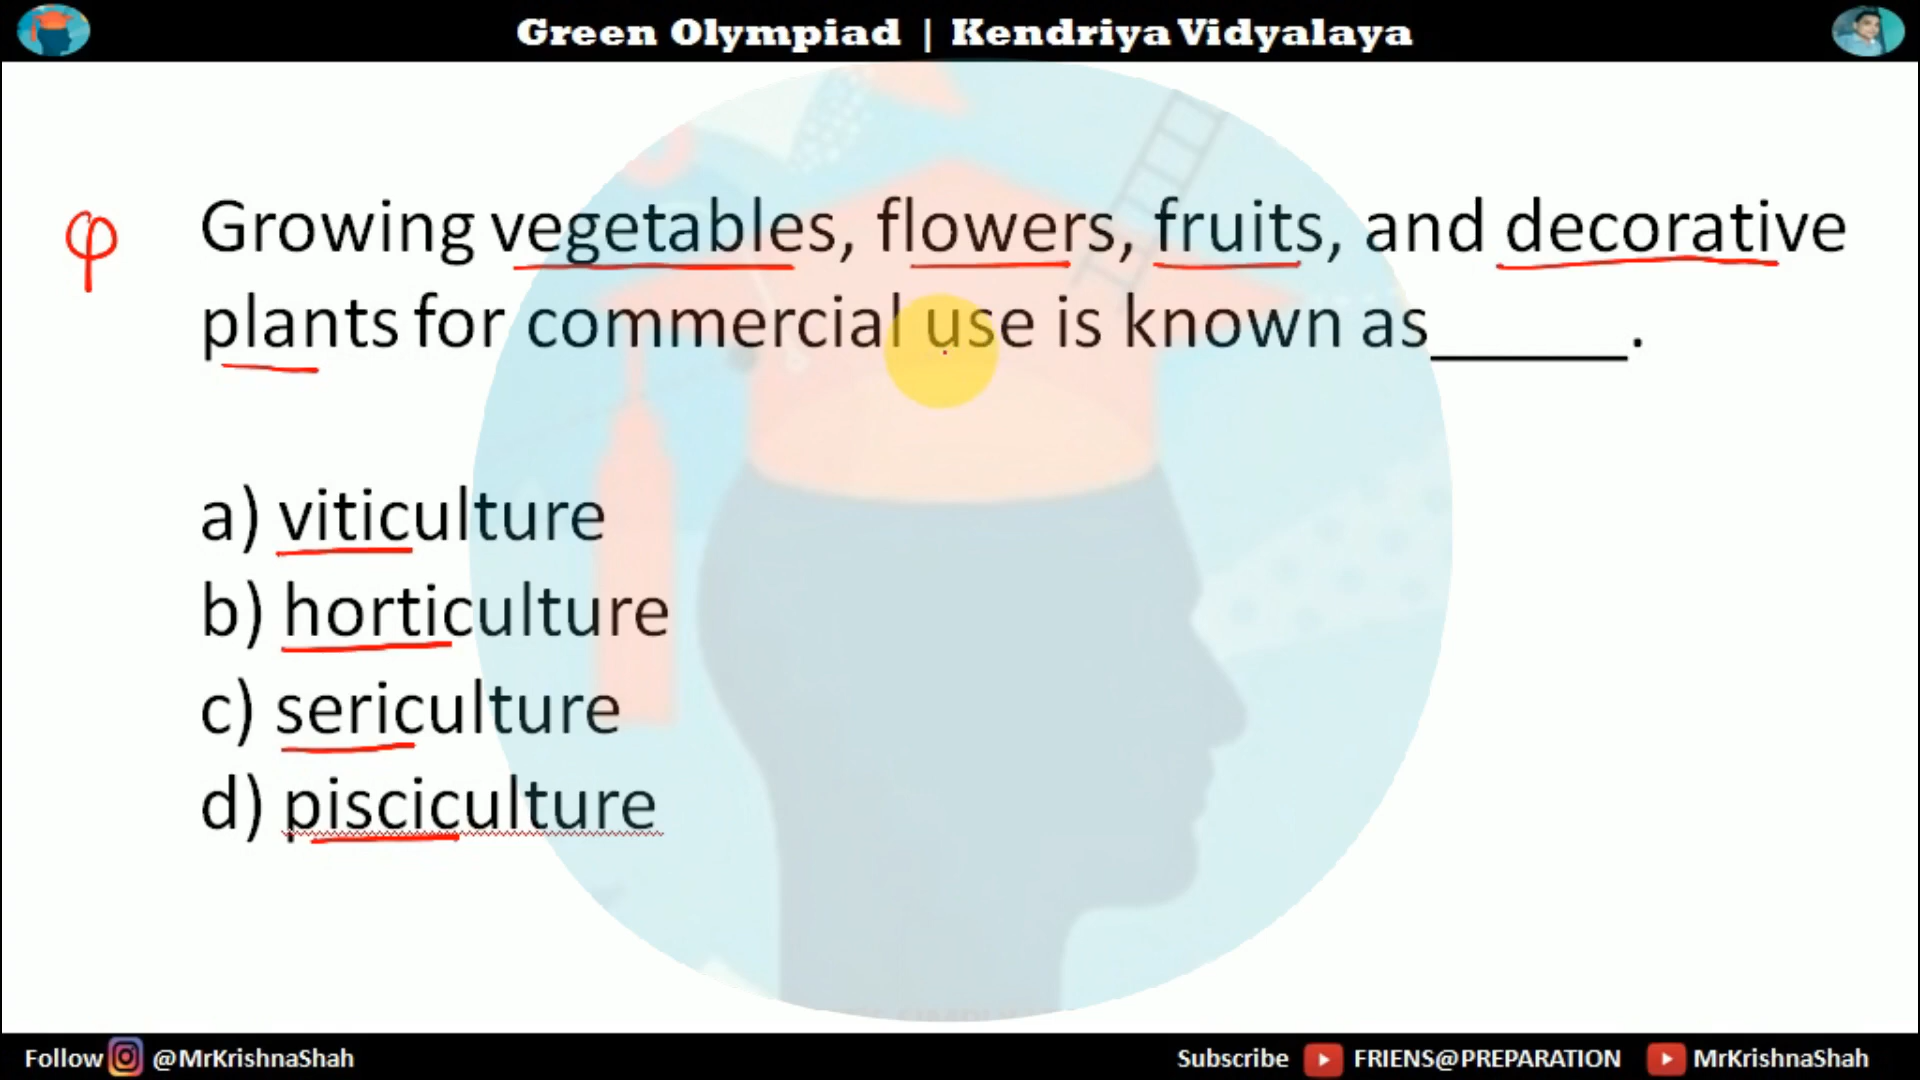 Green Olympiad | Kendriya Vidyalaya
φ Growing vegetables, flowers, fruits, and decorative
plants for commercial use is known as______.
a) viticulture
b) horticulture
c) sericulture
d) pisciculture
Follow @MrKrishnaShah
Subscribe FRIENS@PREPARATION MrKrishnaShah